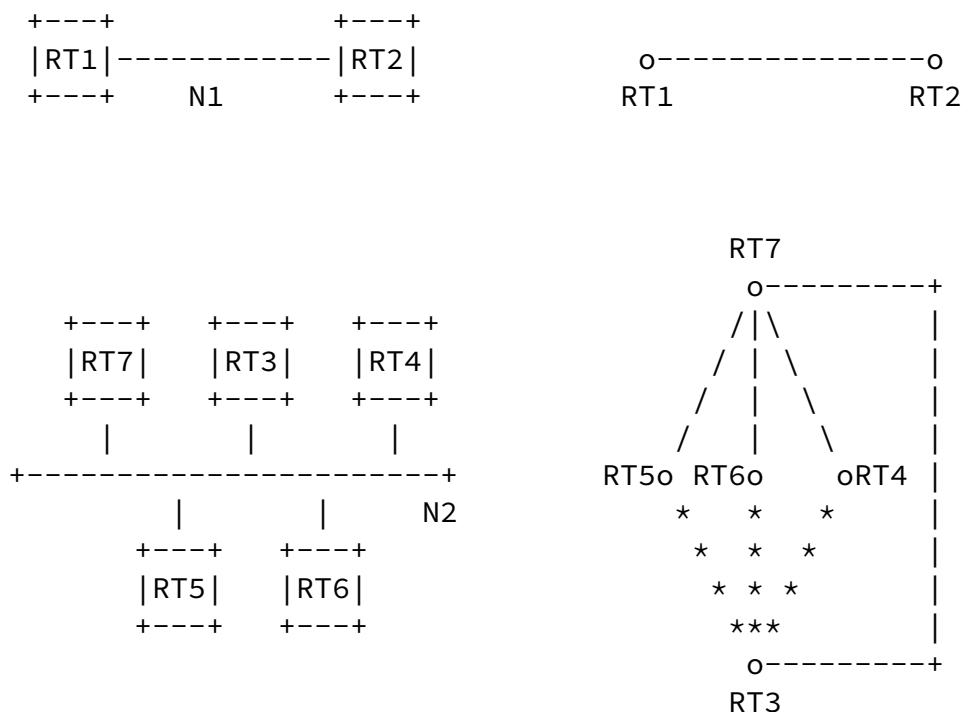 +---+            +---+
|RT1|------------|RT2|            o---------------o
+---+    N1      +---+           RT1             RT2



                                       RT7
                                        o---------+
   +---+   +---+   +---+               /|\        |
   |RT7|   |RT3|   |RT4|              / | \       |
   +---+   +---+   +---+             /  |  \      |
     |       |       |              /   |   \     |
+-----------------------+       RT5o RT6o    oRT4 |
         |       |     N2           *   *   *     |
       +---+   +---+                 *  *  *      |
       |RT5|   |RT6|                  * * *       |
       +---+   +---+                   ***        |
                                        o---------+
                                       RT3